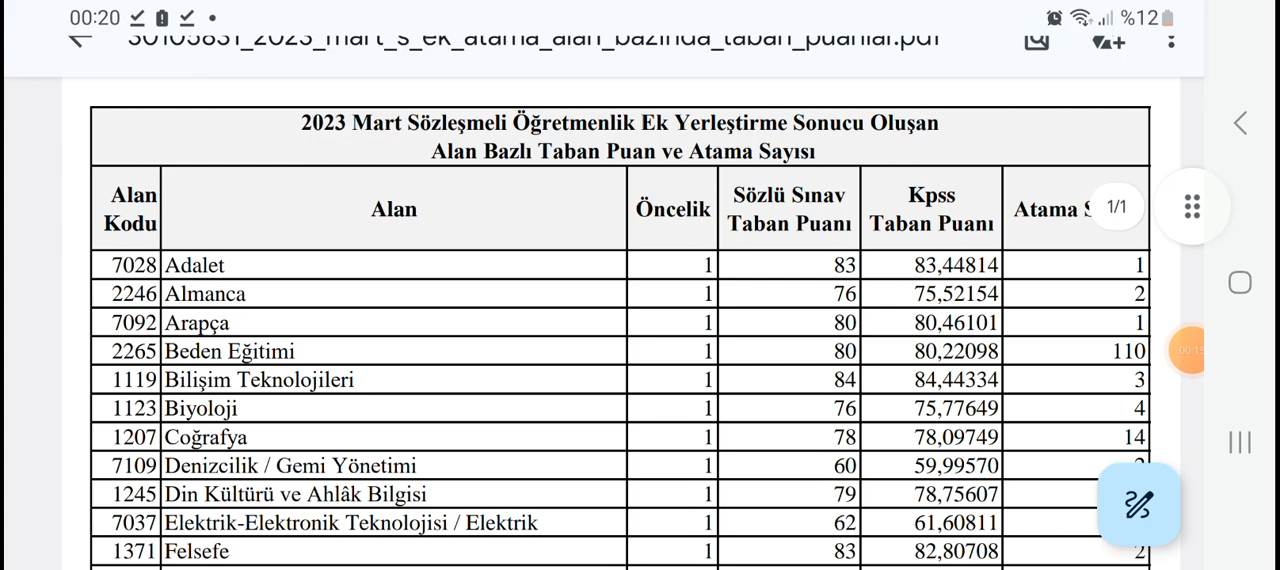 00:20
%12
30105631_2023_mart_s_ek_atama_alan_bazinda_taban_puanlar.pdf
2023 Mart Sözleşmeli Öğretmenlik Ek Yerleştirme Sonucu Oluşan
Alan Bazlı Taban Puan ve Atama Sayısı
Alan Kodu Alan Öncelik Sözlü Sınav Taban Puanı Kpss Taban Puanı Atama
1/1
7028 Adalet 1 83 83,44814 1
2246 Almanca 1 76 75,52154 2
7092 Arapça 1 80 80,46101 1
2265 Beden Eğitimi 1 80 80,22098 110
00:15
1119 Bilişim Teknolojileri 1 84 84,44334 3
1123 Biyoloji 1 76 75,77649 4
1207 Coğrafya 1 78 78,09749 14
7109 Denizcilik / Gemi Yönetimi 1 60 59,99570
1245 Din Kültürü ve Ahlâk Bilgisi 1 79 78,75607
7037 Elektrik-Elektronik Teknolojisi / Elektrik 1 62 61,60811
1371 Felsefe 1 83 82,80708 2